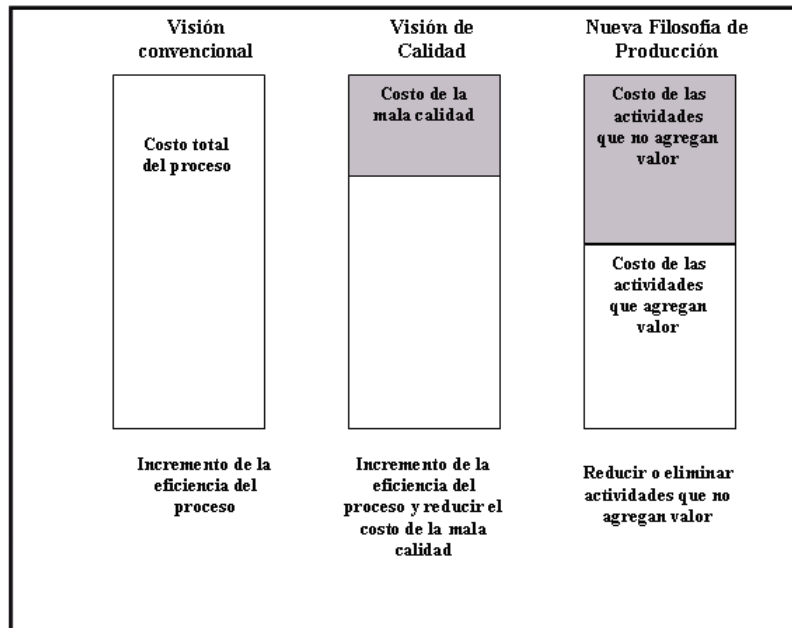 Visión
convencional
Visión de
Calidad
Nueva Filosofía de
Producción
Costo total
del proceso
Costo de la
mala calidad
Costo de las
actividades
que no agregan
valor
Costo de las
actividades
que agregan
valor
Incremento de la
eficiencia del
proceso
Incremento de la
eficiencia del
proceso y reducir el
costo de la mala
calidad
Reducir o eliminar
actividades que no
agregan valor